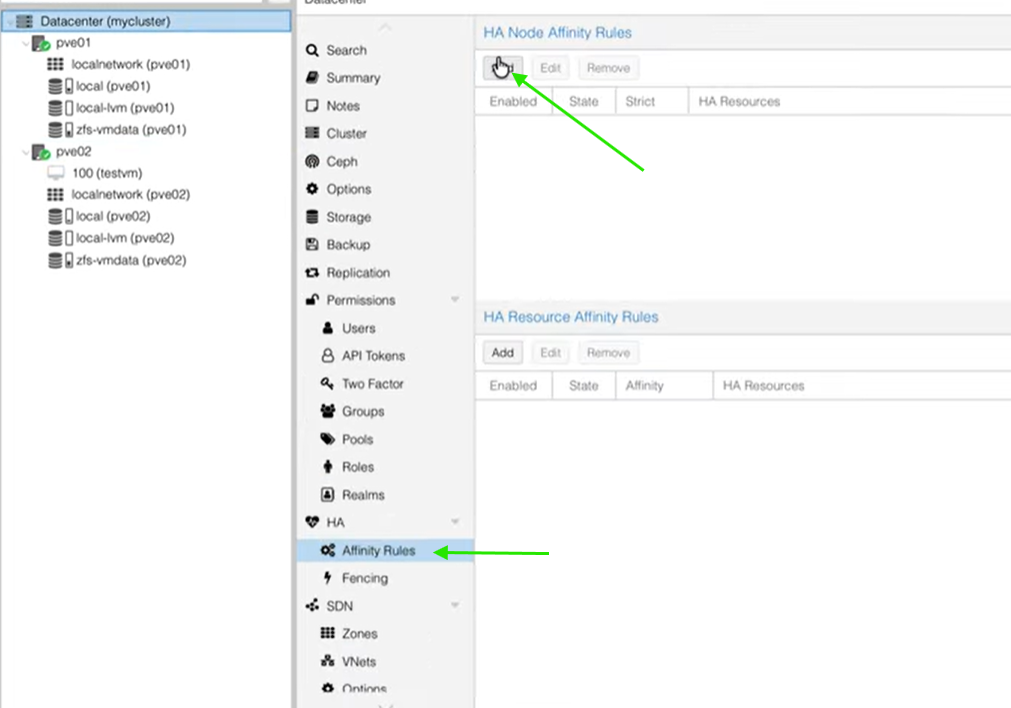 Datacenter
Datacenter (mycluster)
pve01
localnetwork (pve01)
local (pve01)
local-lvm (pve01)
zfs-vmdata (pve01)
pve02
100 (testvm)
localnetwork (pve02)
local (pve02)
local-lvm (pve02)
zfs-vmdata (pve02)
Search
Summary
Notes
Cluster
Ceph
Options
Storage
Backup
Replication
Permissions
Users
API Tokens
Two Factor
Groups
Pools
Roles
Realms
HA
Affinity Rules
Fencing
SDN
Zones
VNets
Options
HA Node Affinity Rules
Edit Remove
Enabled State Strict HA Resources
HA Resource Affinity Rules
Add Edit Remove
Enabled State Affinity HA Resources